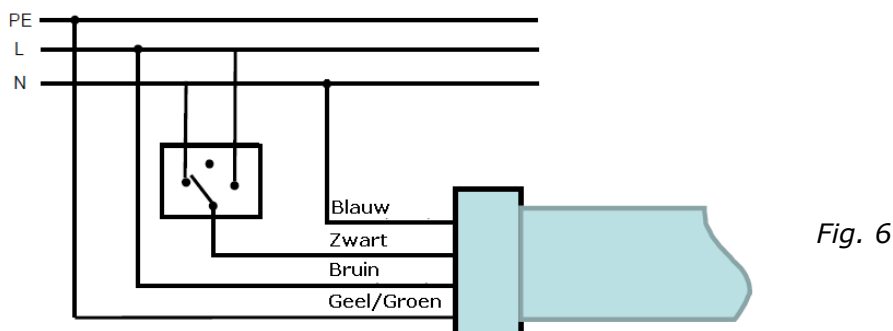 PE
L
N
Blauw
Zwart
Bruin
Geel/Groen
Fig. 6